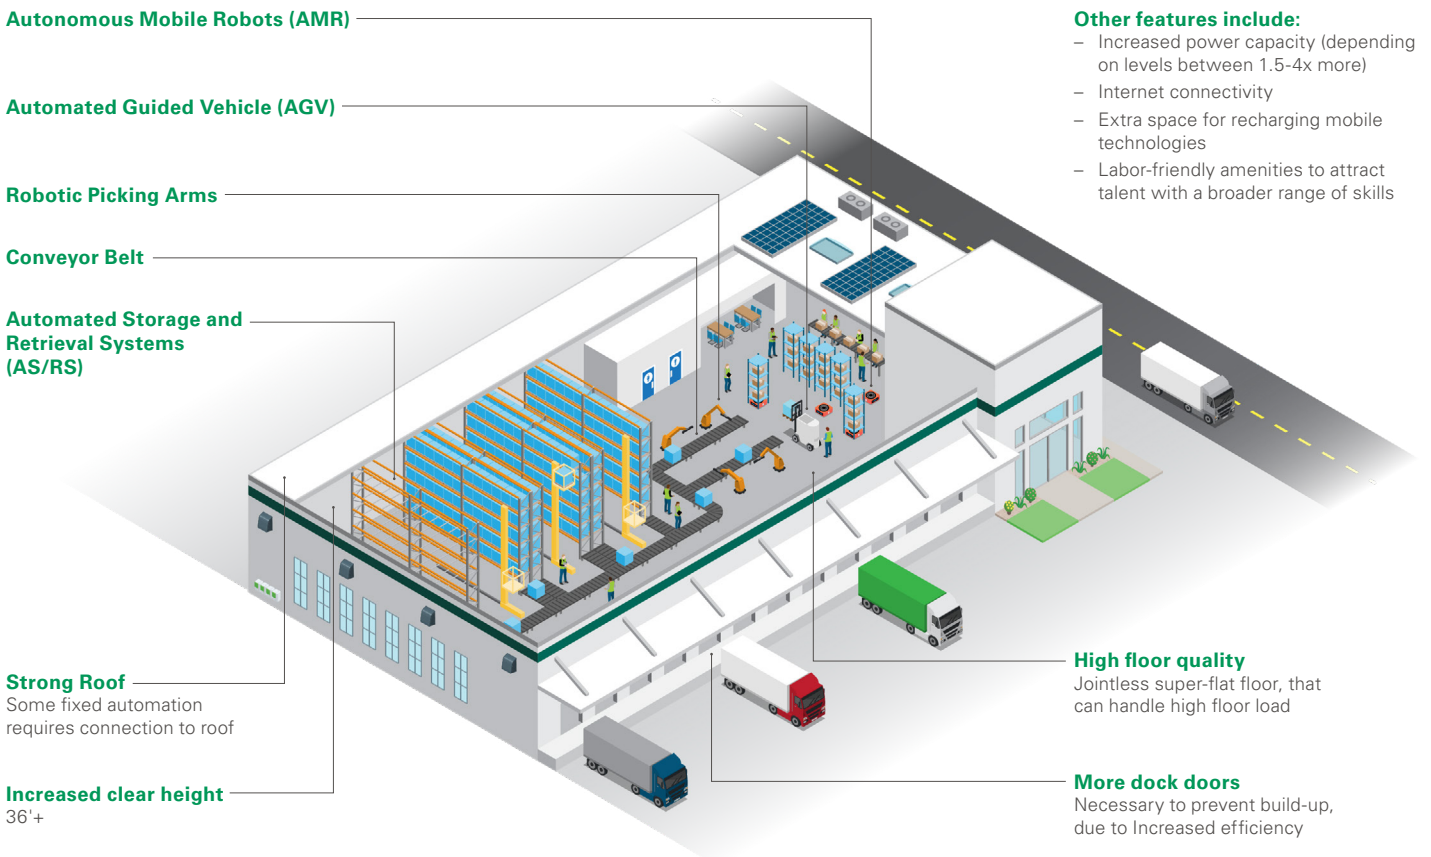 Autonomous Mobile Robots (AMR)
Automated Guided Vehicle (AGV)
Robotic Picking Arms
Conveyor Belt
Automated Storage and
Retrieval Systems
(AS/RS)
Strong Roof
Some fixed automation
requires connection to roof
Increased clear height
36'+
Other features include:
– Increased power capacity (depending
on levels between 1.5-4x more)
– Internet connectivity
– Extra space for recharging mobile
technologies
– Labor-friendly amenities to attract
talent with a broader range of skills
High floor quality
Jointless super-flat floor, that
can handle high floor load
More dock doors
Necessary to prevent build-up,
due to Increased efficiency